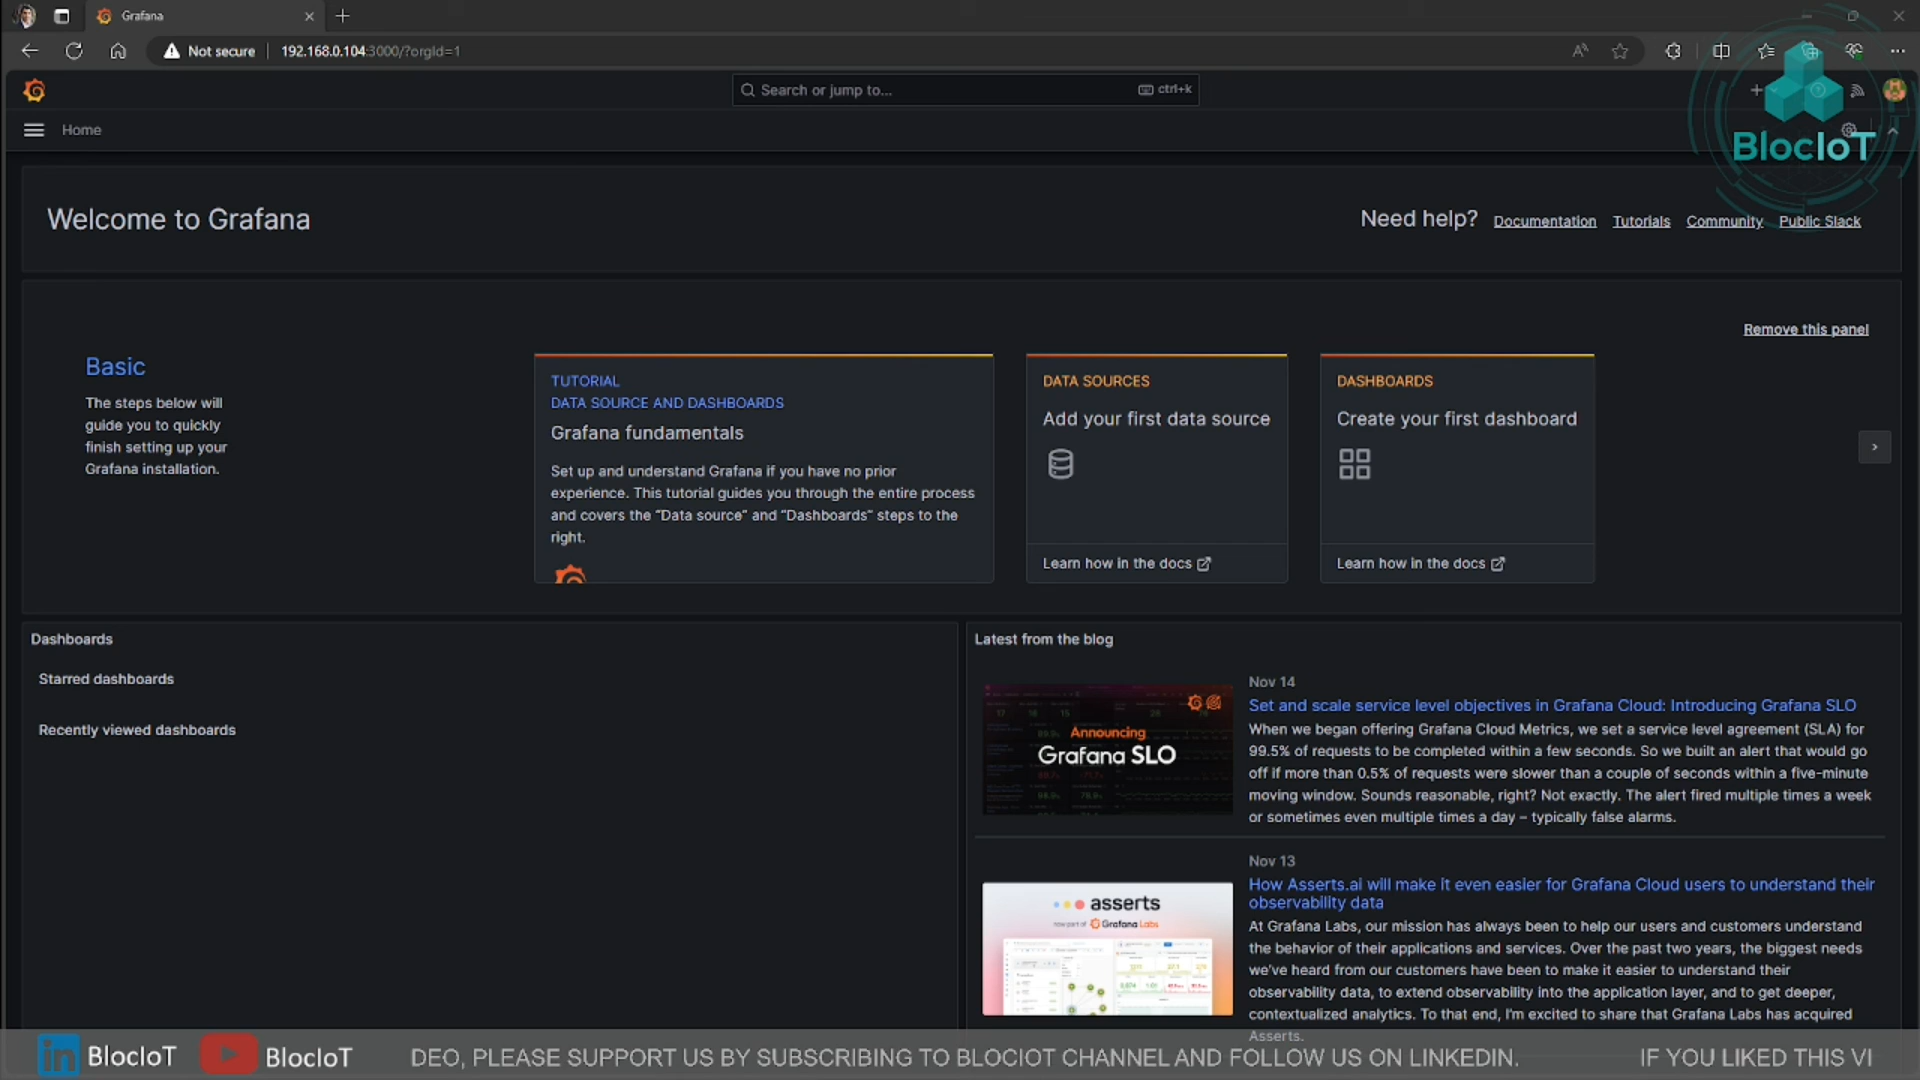 Grafana
Not secure
192.168.0.104:3000/?orgId=1
Search or jump to...
ctrl+k
Home
BlocIoT
Welcome to Grafana
Need help?
Documentation
Tutorials
Community
Public Slack
Remove this panel
Basic
The steps below will
guide you to quickly
finish setting up your
Grafana installation.
TUTORIAL
DATA SOURCE AND DASHBOARDS
Grafana fundamentals
Set up and understand Grafana if you have no prior
experience. This tutorial guides you through the entire process
and covers the "Data source" and "Dashboards" steps to the
right.
DATA SOURCES
Add your first data source
Learn how in the docs
DASHBOARDS
Create your first dashboard
Learn how in the docs
Dashboards
Starred dashboards
Recently viewed dashboards
Latest from the blog
Announcing
Grafana SLO
Nov 14
Set and scale service level objectives in Grafana Cloud: Introducing Grafana SLO
When we began offering Grafana Cloud Metrics, we set a service level agreement (SLA) for
99.5% of requests to be completed within a few seconds. So we built an alert that would go
off if more than 0.5% of requests were slower than a couple of seconds within a five-minute
moving window. Sounds reasonable, right? Not exactly. The alert fired multiple times a week
or sometimes even multiple times a day – typically false alarms.
asserts
now part of Grafana Labs
Nov 13
How Asserts.ai will make it even easier for Grafana Cloud users to understand their
observability data
At Grafana Labs, our mission has always been to help our users and customers understand
the behavior of their applications and services. Over the past two years, the biggest needs
we've heard from our customers have been to make it easier to understand their
observability data, to extend observability into the application layer, and to get deeper,
contextualized analytics. To that end, I'm excited to share that Grafana Labs has acquired
Asserts.
in BlocIoT
BlocIoT
DEO, PLEASE SUPPORT US BY SUBSCRIBING TO BLOCIOT CHANNEL AND FOLLOW US ON LINKEDIN.
IF YOU LIKED THIS VI